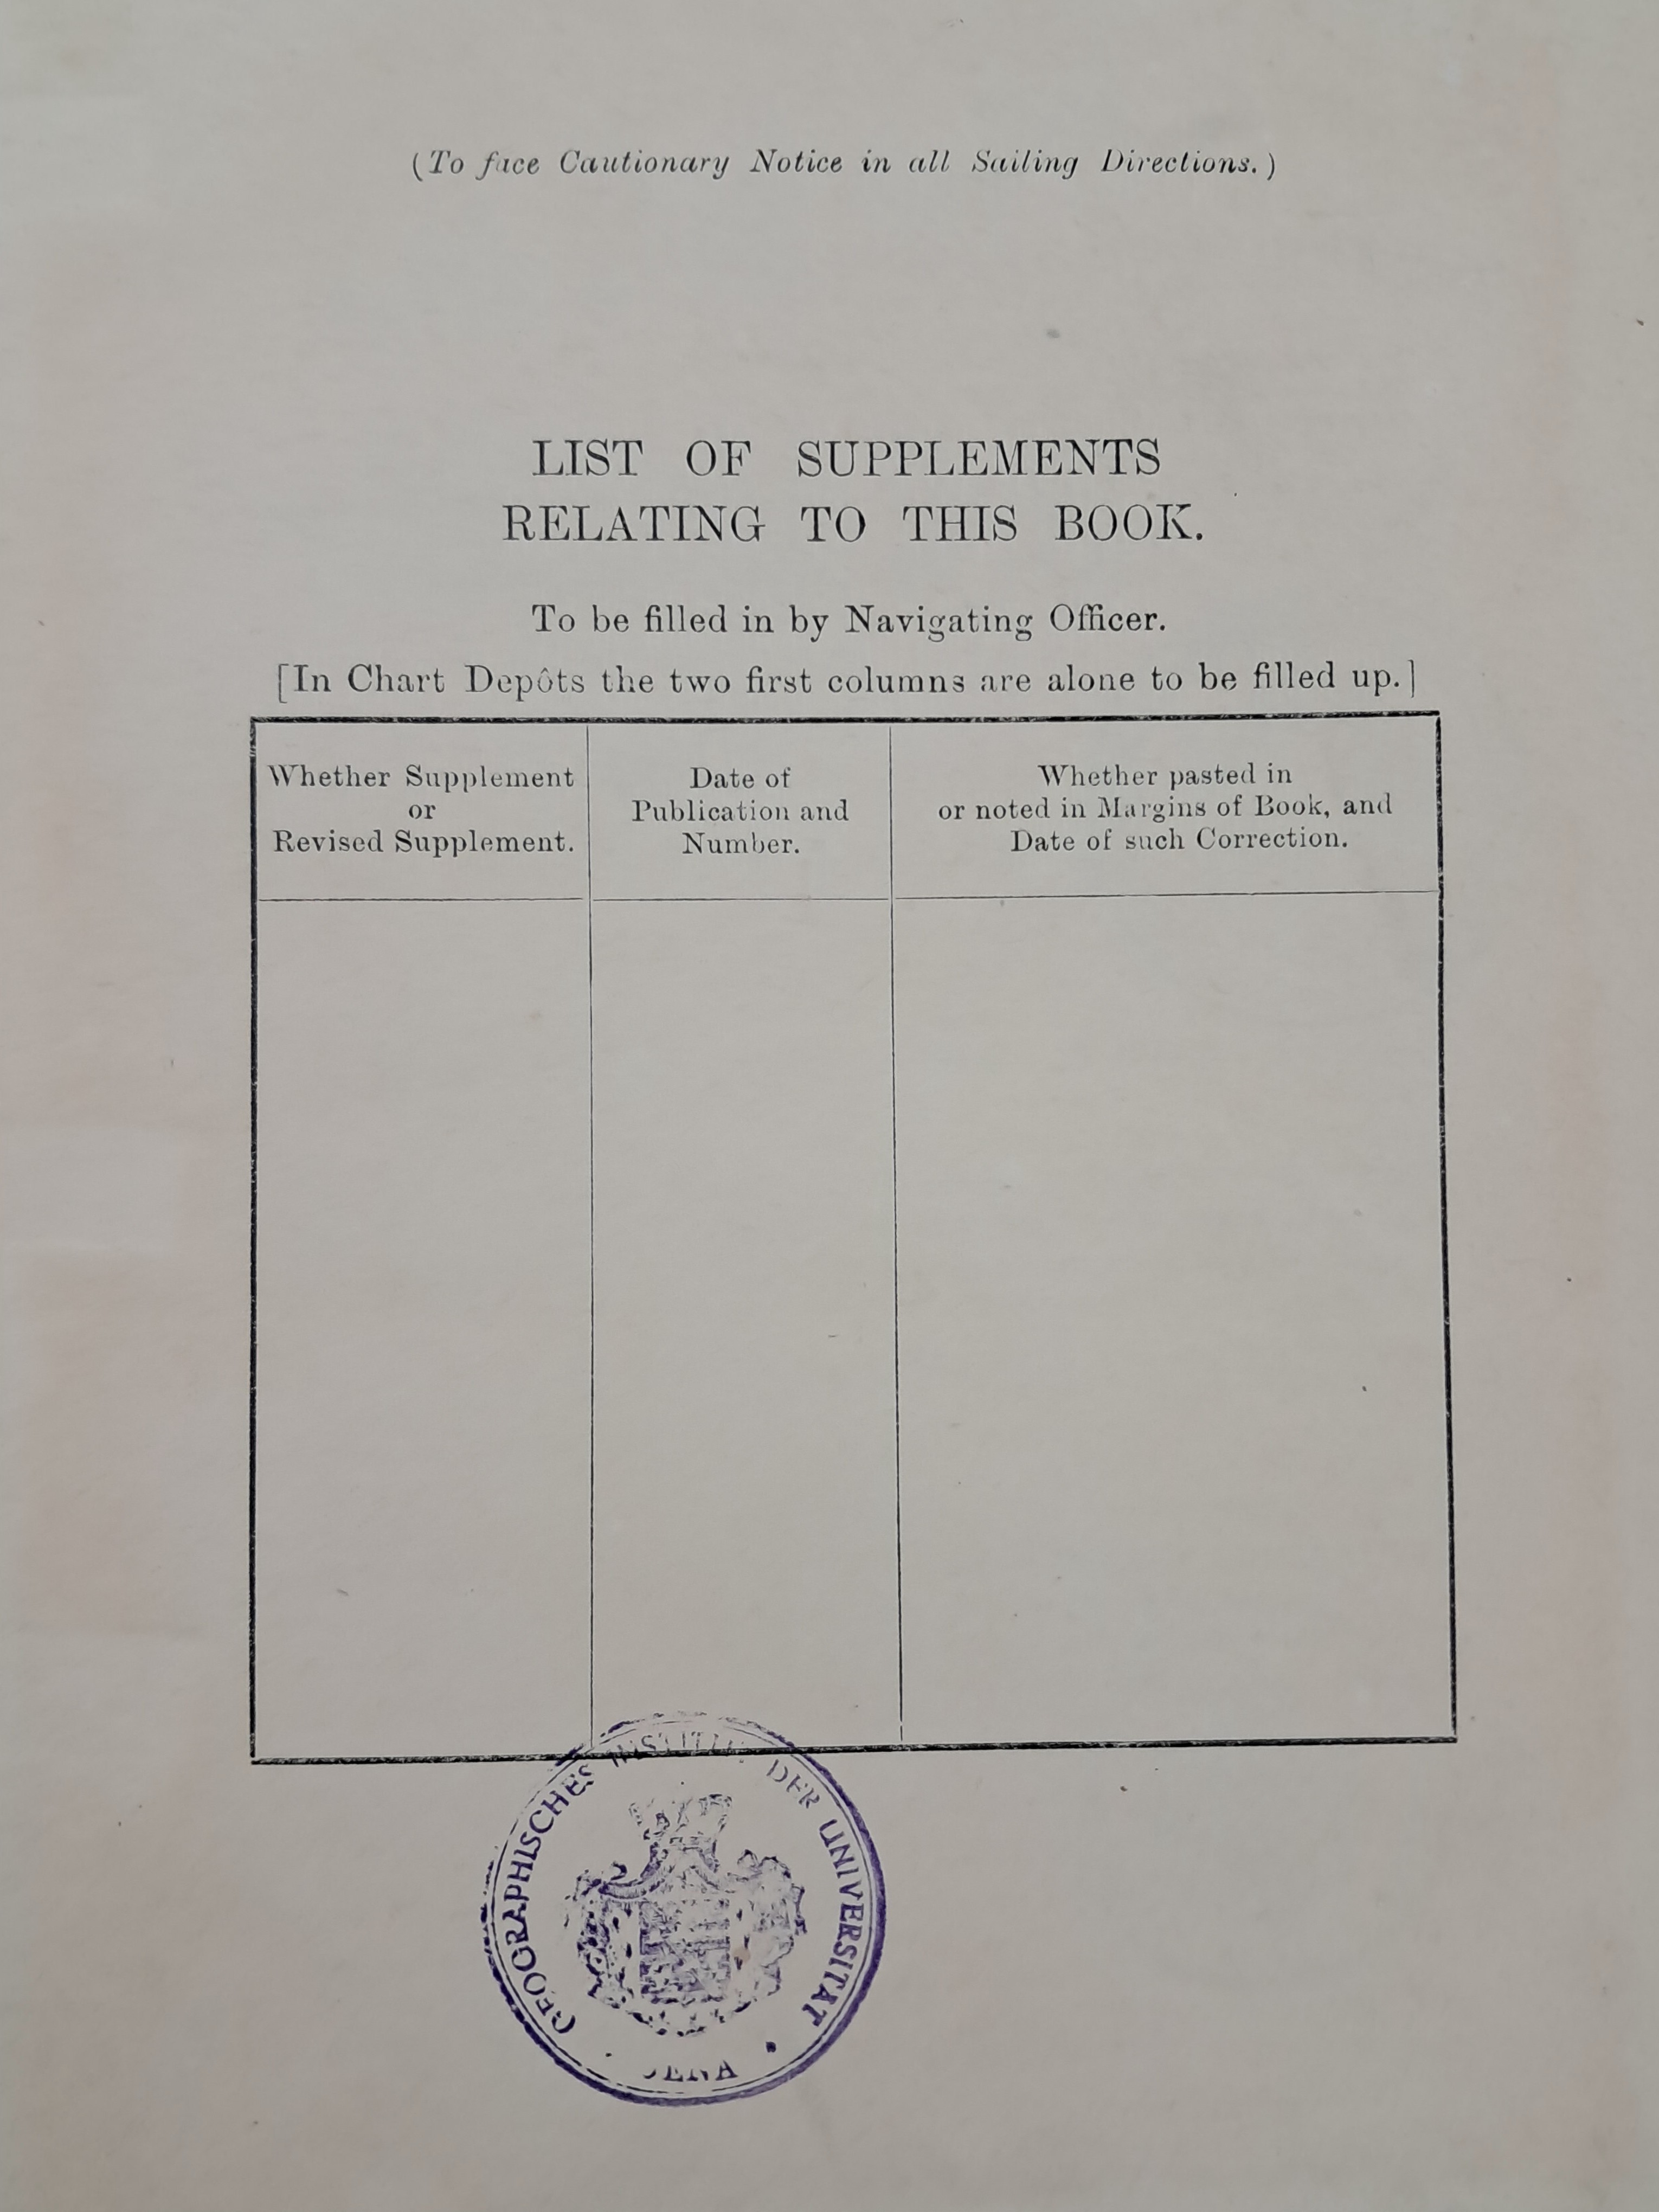 (To face Cautionary Notice in all Sailing Directions.)
LIST OF SUPPLEMENTS
RELATING TO THIS BOOK.
To be filled in by Navigating Officer.
[In Chart Depôts the two first columns are alone to be filled up.]
Whether Supplement
or
Revised Supplement.
Date of
Publication and
Number.
Whether pasted in
or noted in Margins of Book, and
Date of such Correction.
GEOGRAPHISCHES INSTITUT DER UNIVERSITÄT
JENA